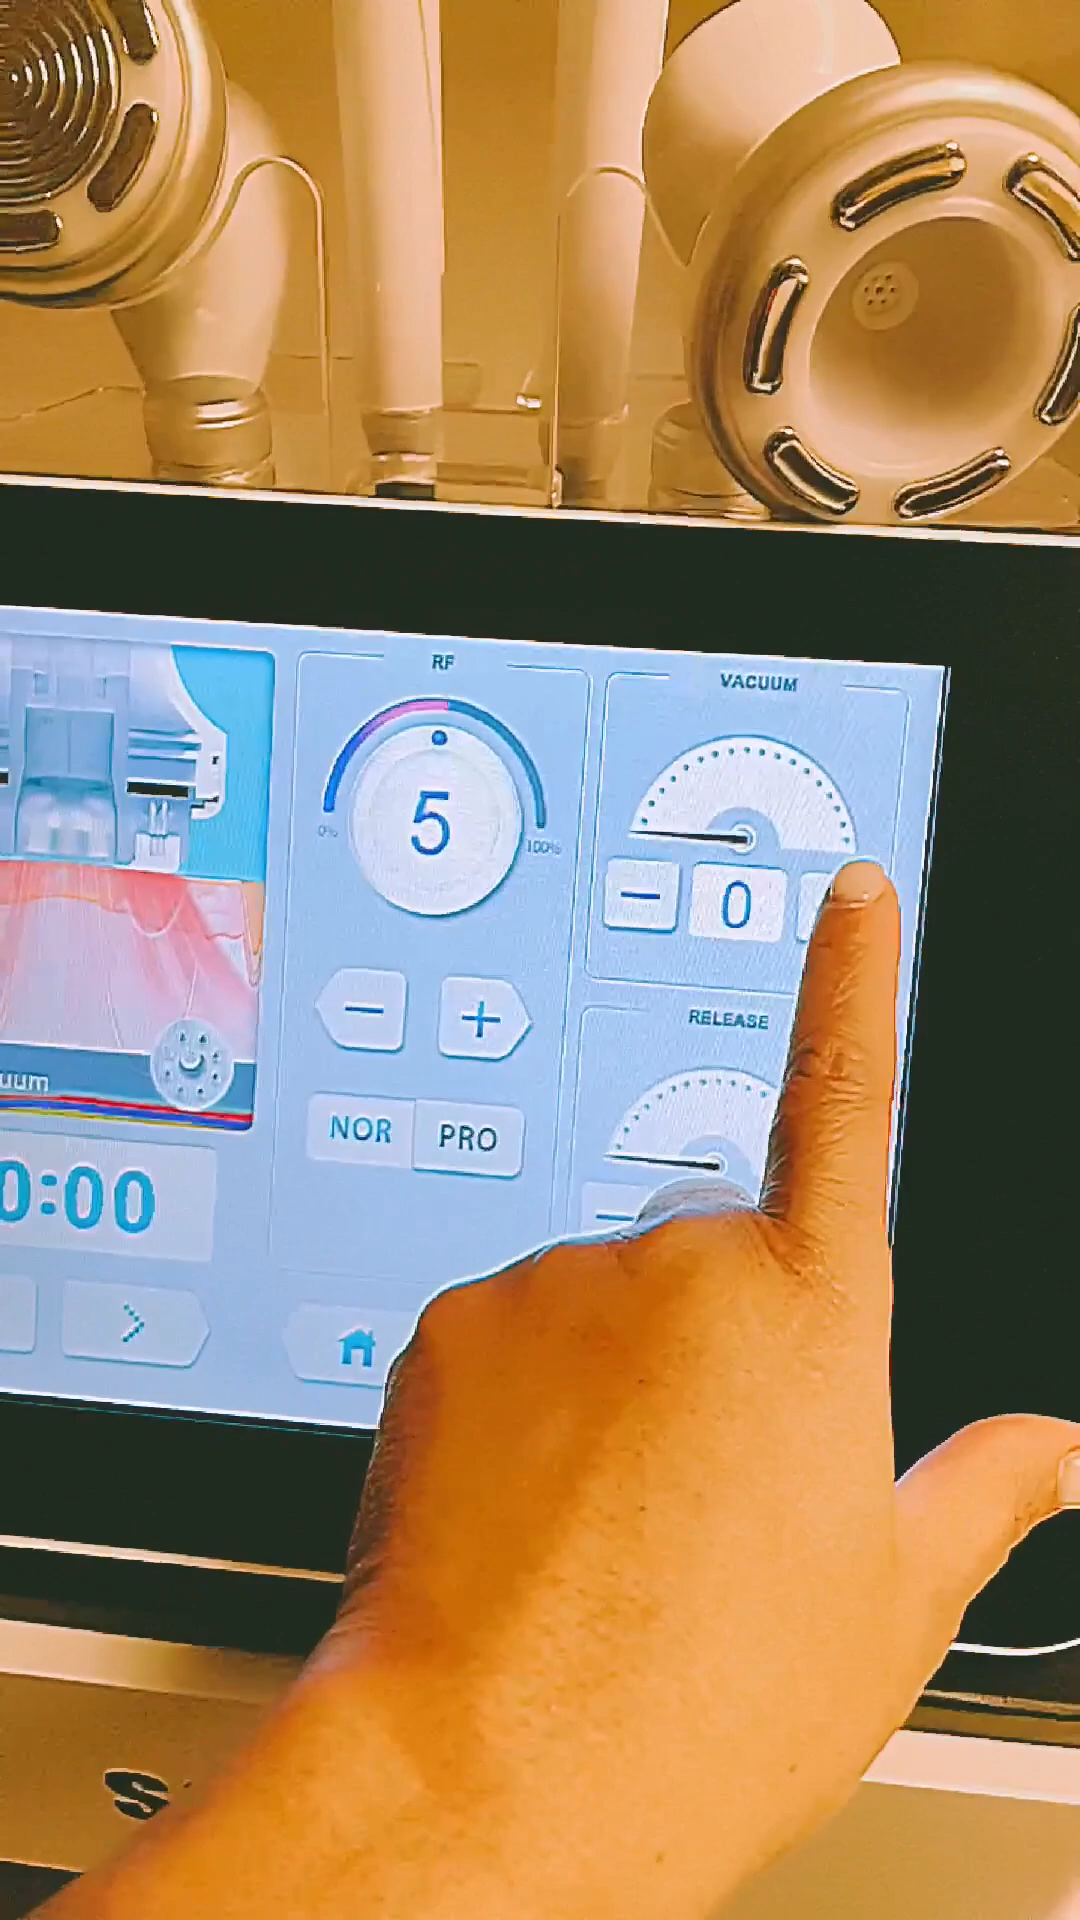 RF
VACUUM
5
0%
100%
− 0
RELEASE
− +
uum
NOR PRO
0:00
−
>
S